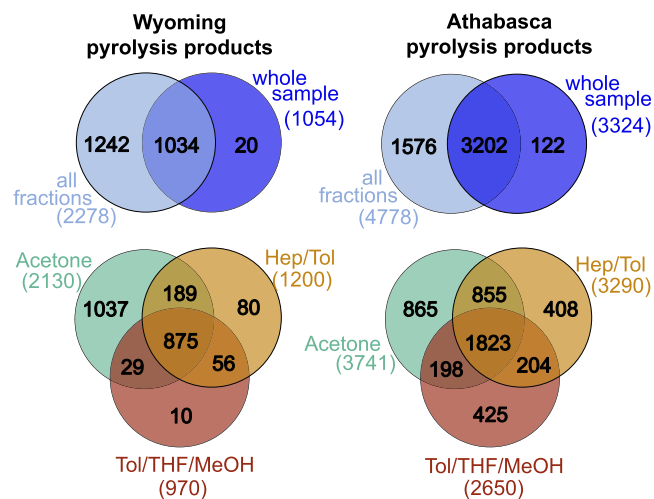 Wyoming
pyrolysis products
whole
sample
(1054)
1242
1034
20
all
fractions
(2278)
Athabasca
pyrolysis products
whole
sample
(3324)
1576
3202
122
all
fractions
(4778)
Acetone
(2130)
Hep/Tol
(1200)
189
1037
80
875
29
56
10
Tol/THF/MeOH
(970)
Hep/Tol
(3290)
865
855
408
Acetone
(3741)
1823
198
204
425
Tol/THF/MeOH
(2650)